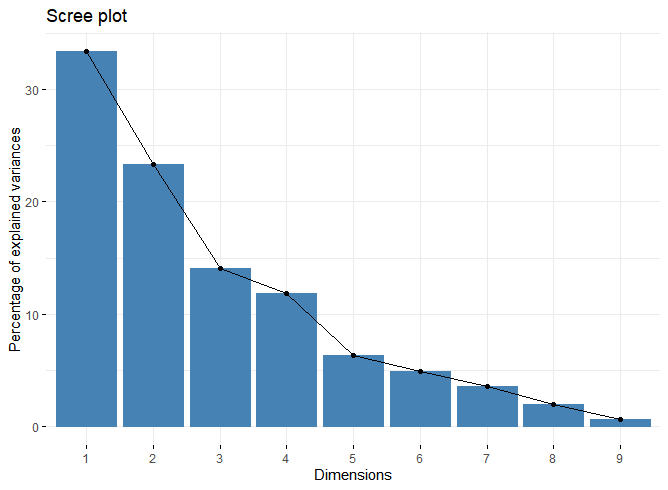 Scree plot
Percentage of explained variances
30
20
10
0
1 2 3 4 5 6 7 8 9
Dimensions